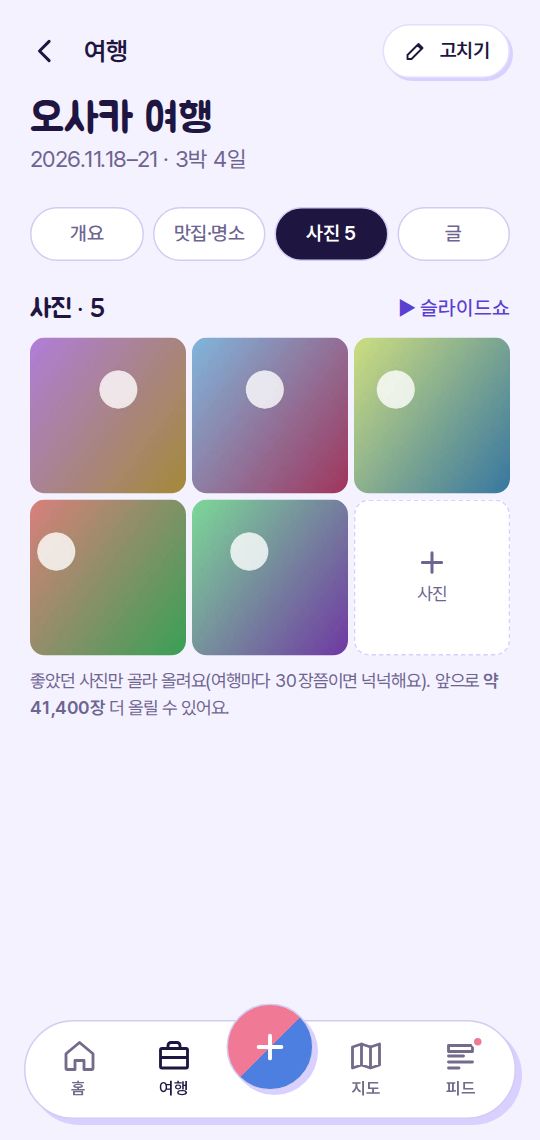 여행
고치기
오사카 여행
2026.11.18–21 · 3박 4일
개요
맛집·명소
사진 5
글
사진 · 5
▶ 슬라이드쇼
사진
좋았던 사진만 골라 올려요(여행마다 30장쯤이면 넉넉해요). 앞으로 약
41,400장 더 올릴 수 있어요.
홈
여행
지도
피드